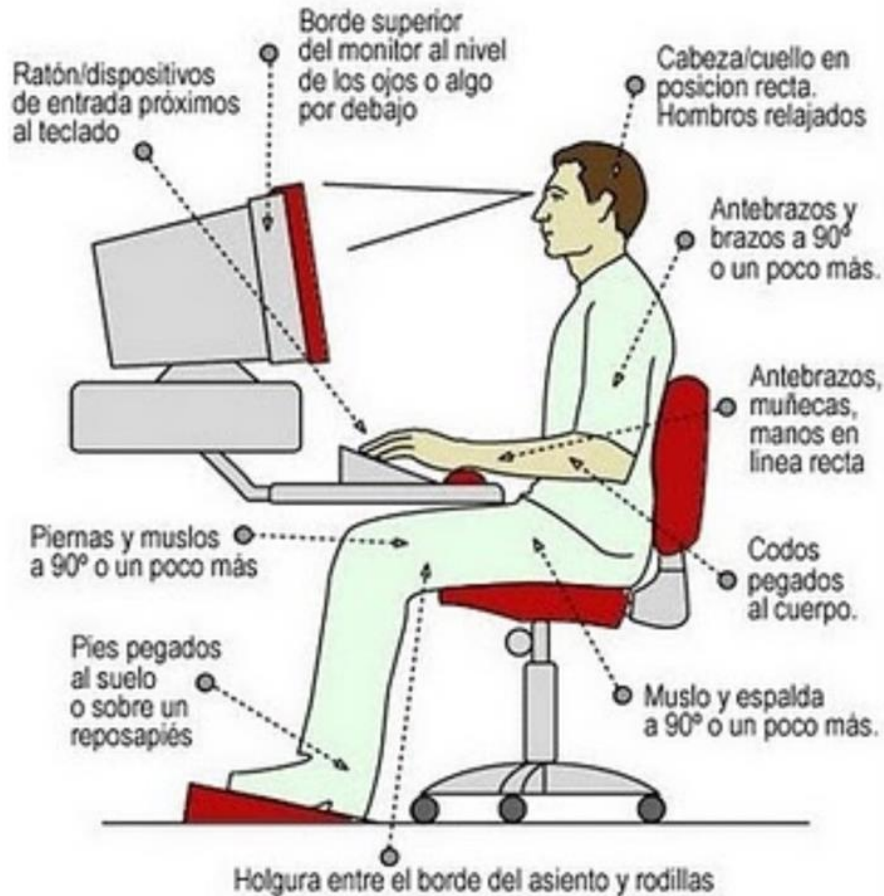 Borde superior
del monitor al nivel
de los ojos o algo
por debajo
Ratón/dispositivos
de entrada próximos
al teclado
Cabeza/cuello en
posicion recta.
Hombros relajados
Antebrazos y
brazos a 90º
o un poco más.
Antebrazos,
muñecas,
manos en
linea recta
Piernas y muslos
a 90º o un poco más
Codos
pegados
al cuerpo.
Pies pegados
al suelo
o sobre un
reposapiés
Muslo y espalda
a 90º o un poco más.
Holgura entre el borde del asiento y rodillas